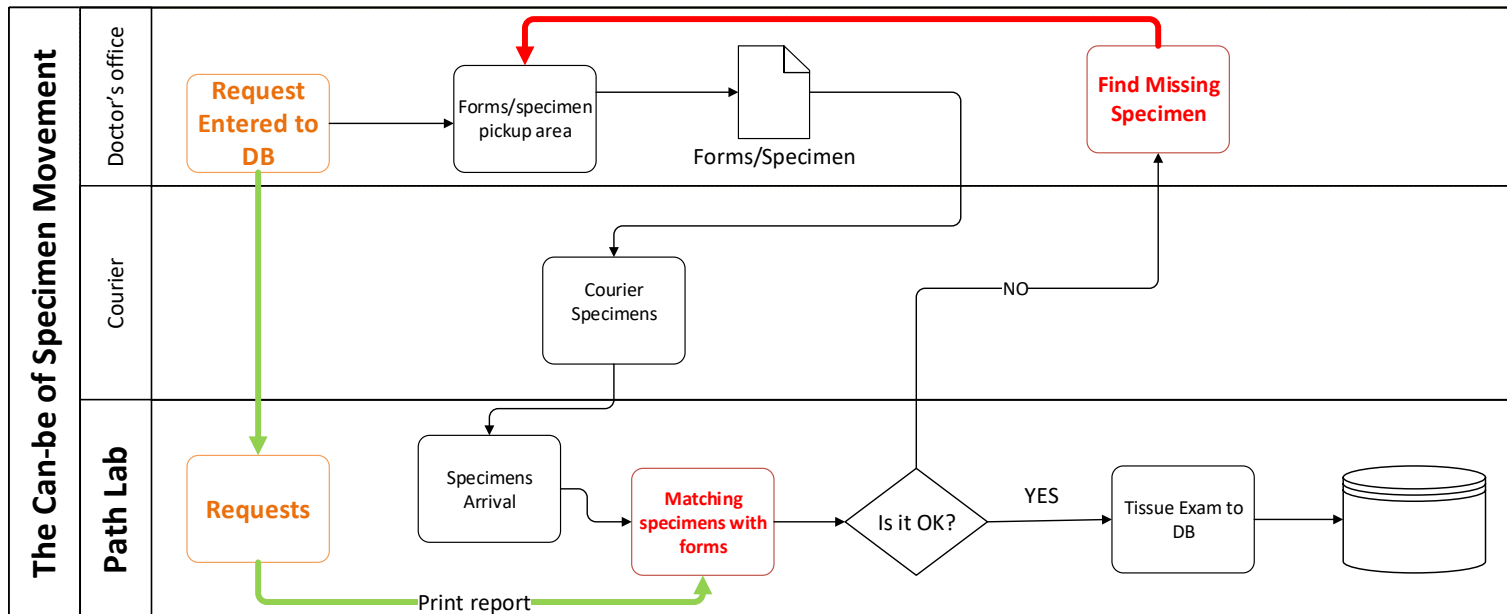 The Can-be of Specimen Movement
Doctor’s office
Request
Entered to
DB
Forms/specimen
pickup area
Forms/Specimen
Find Missing
Specimen
Courier
Courier
Specimens
NO
Path Lab
Requests
Specimens
Arrival
Matching
specimens with
forms
Is it OK?
YES
Tissue Exam to
DB
Print report